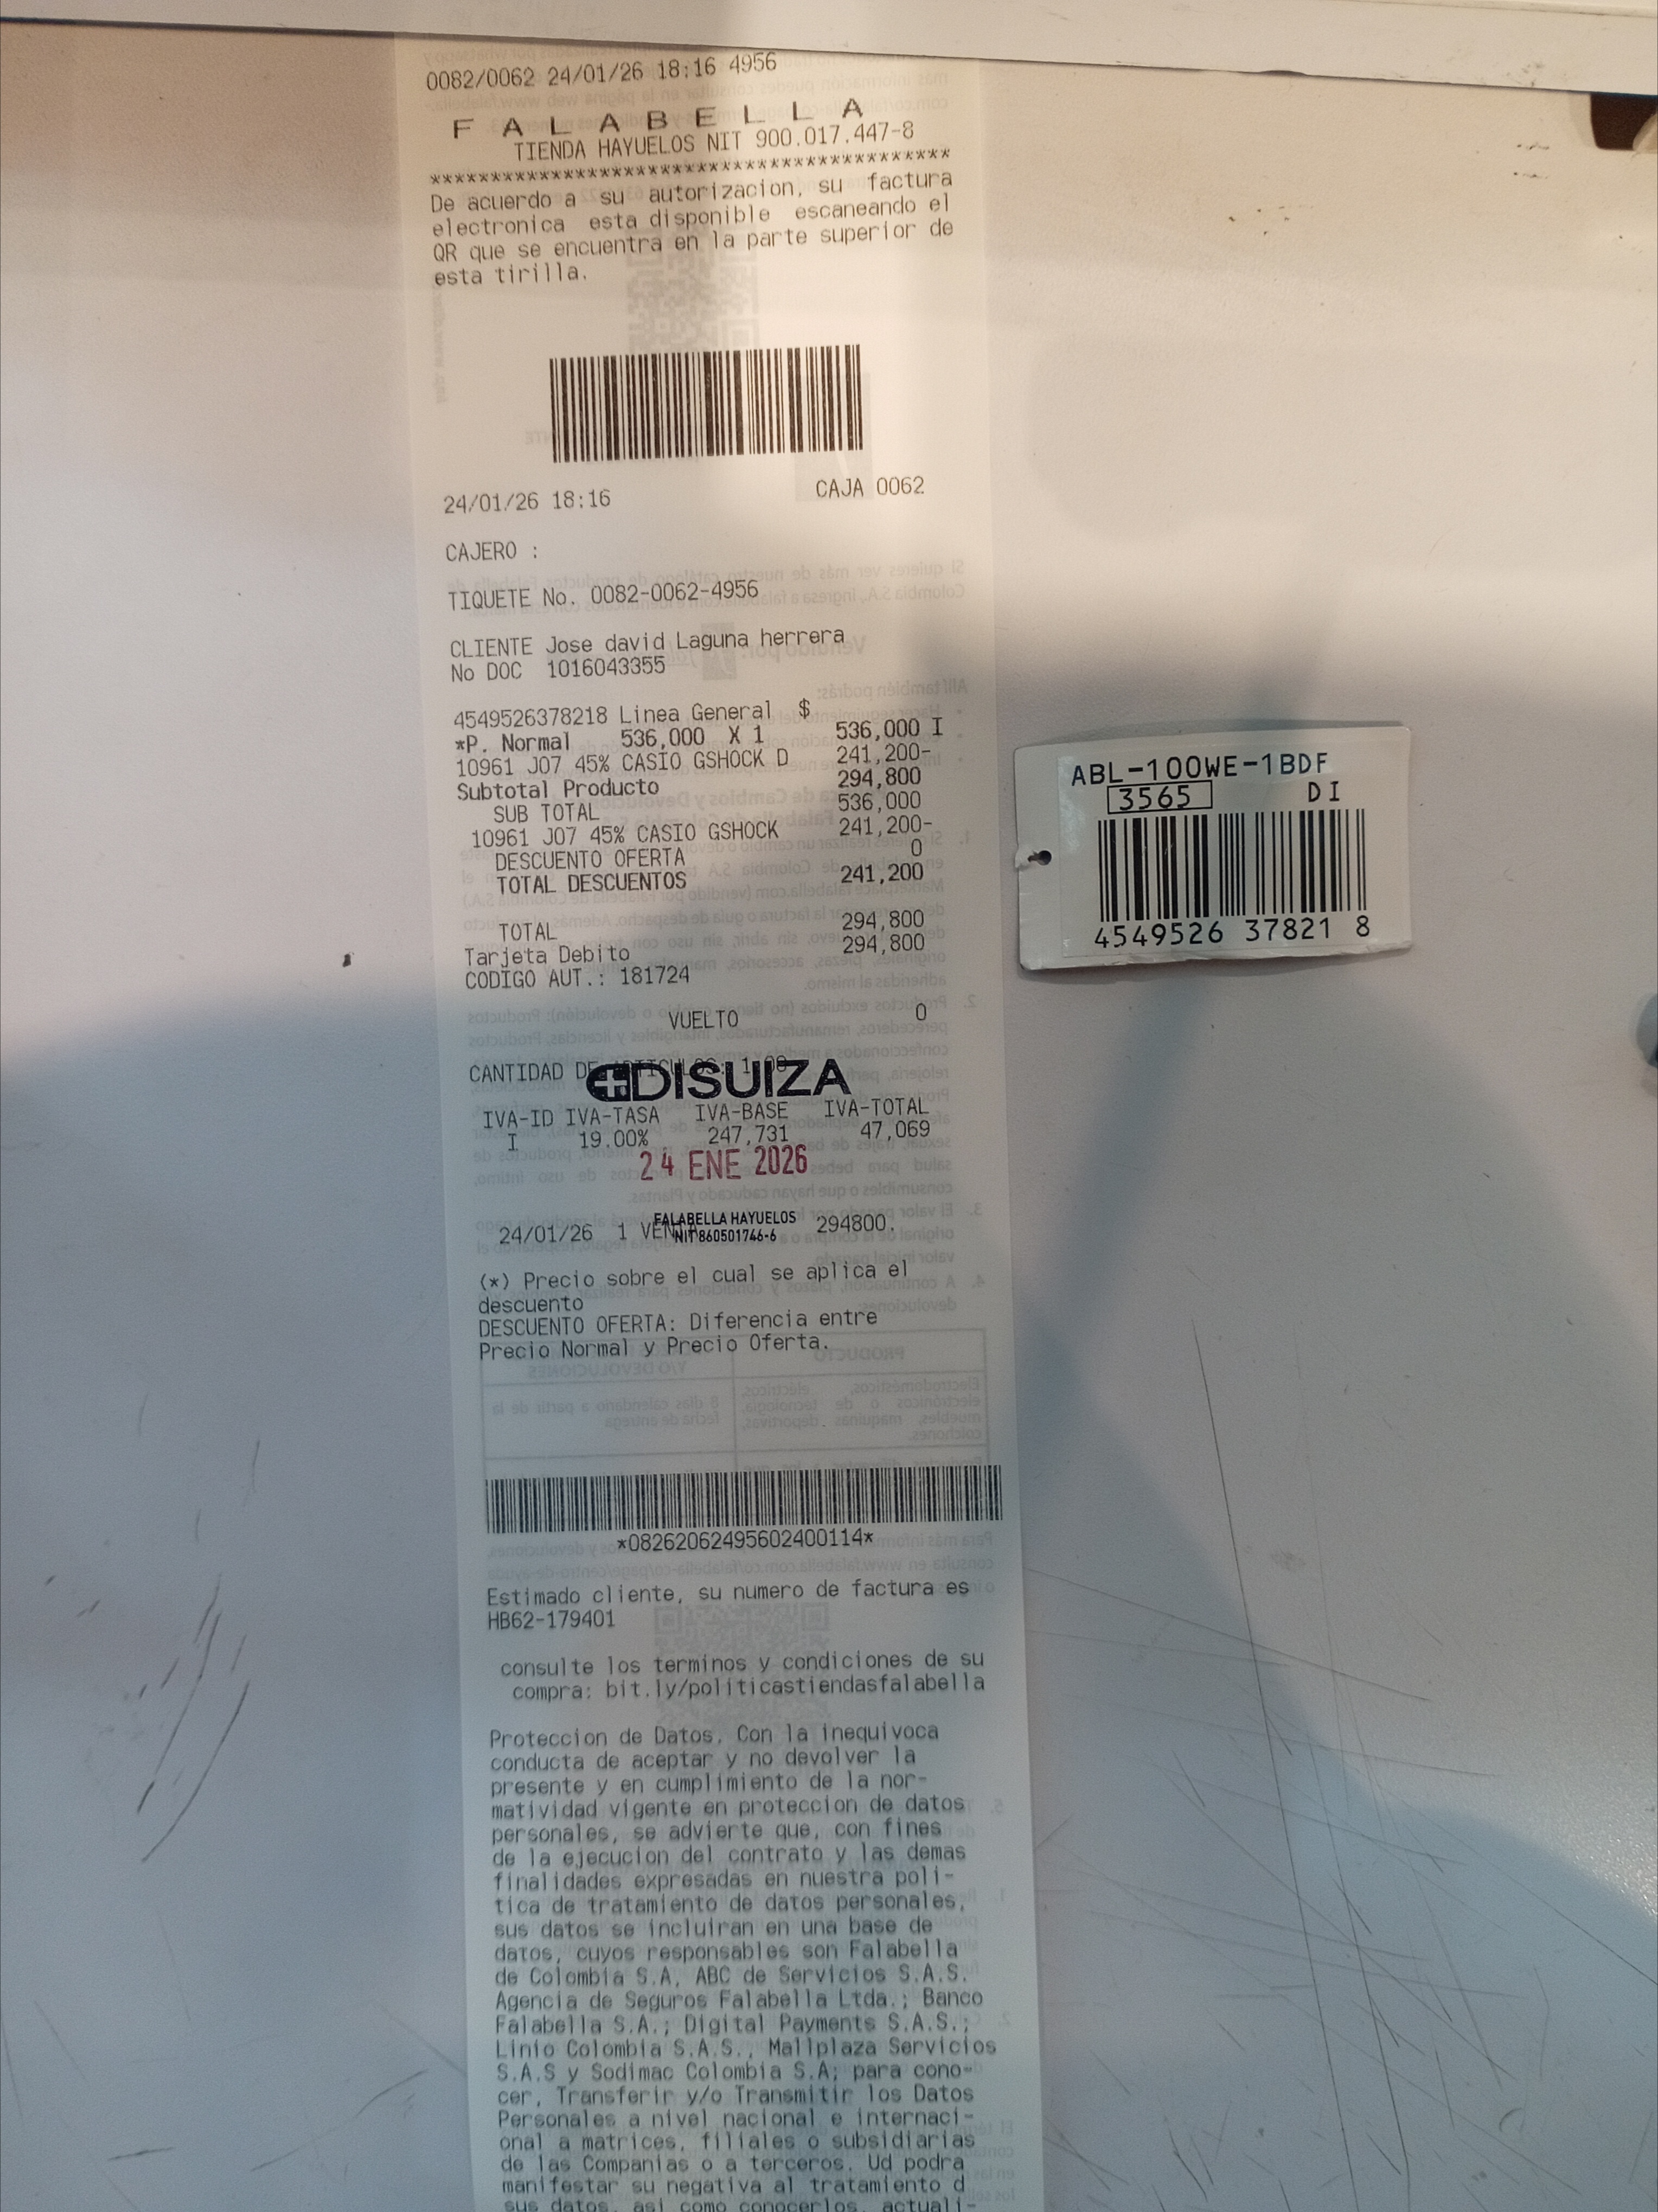 0082/0062 24/01/26 18:16 4956
FALABELLA
TIENDA HAYUELOS NIT 900.017.447-8
*******************************************
De acuerdo a su autorizacion, su factura
electronica esta disponible escaneando el
QR que se encuentra en la parte superior de
esta tirilla.
24/01/26 18:16 CAJA 0062
CAJERO :
TIQUETE No. 0082-0062-4956
CLIENTE Jose david Laguna herrera
No DOC 1016043355
4549526378218 Linea General $
*P. Normal 536,000 X 1 536,000 I
10961 J07 45% CASIO GSHOCK D 241,200-
Subtotal Producto 294,800
SUB TOTAL 536,000
10961 J07 45% CASIO GSHOCK 241,200-
DESCUENTO OFERTA 0
TOTAL DESCUENTOS 241,200
TOTAL 294,800
Tarjeta Debito 294,800
CODIGO AUT.: 181724
VUELTO 0
CANTIDAD DE ARTICULOS: 1.00
DISUIZA
IVA-ID IVA-TASA IVA-BASE IVA-TOTAL
I 19.00% 247,731 47,069
24 ENE 2026
FALABELLA HAYUELOS
NIT 860501746-6
24/01/26 1 VENTA 294800.
(*) Precio sobre el cual se aplica el
descuento
DESCUENTO OFERTA: Diferencia entre
Precio Normal y Precio Oferta.
*08262062495602400114*
Estimado cliente, su numero de factura es
HB62-179401
consulte los terminos y condiciones de su
compra: bit.ly/politicastiendasfalabella
Proteccion de Datos. Con la inequivoca
conducta de aceptar y no devolver la
presente y en cumplimiento de la nor-
matividad vigente en proteccion de datos
personales, se advierte que, con fines
de la ejecucion del contrato y las demas
finalidades expresadas en nuestra poli-
tica de tratamiento de datos personales,
sus datos se incluiran en una base de
datos, cuyos responsables son Falabella
de Colombia S.A, ABC de Servicios S.A.S.
Agencia de Seguros Falabella Ltda.; Banco
Falabella S.A.; Digital Payments S.A.S.;
Linio Colombia S.A.S., Mallplaza Servicios
S.A.S y Sodimac Colombia S.A; para cono-
cer, Transferir y/o Transmitir los Datos
Personales a nivel nacional e internaci-
onal a matrices, filiales o subsidiarias
de las Companias o a terceros. Ud podra
manifestar su negativa al tratamiento d
sus datos, asi como conocerlos, actuali-
ABL-100WE-1BDF
3565 DI
4549526 37821 8